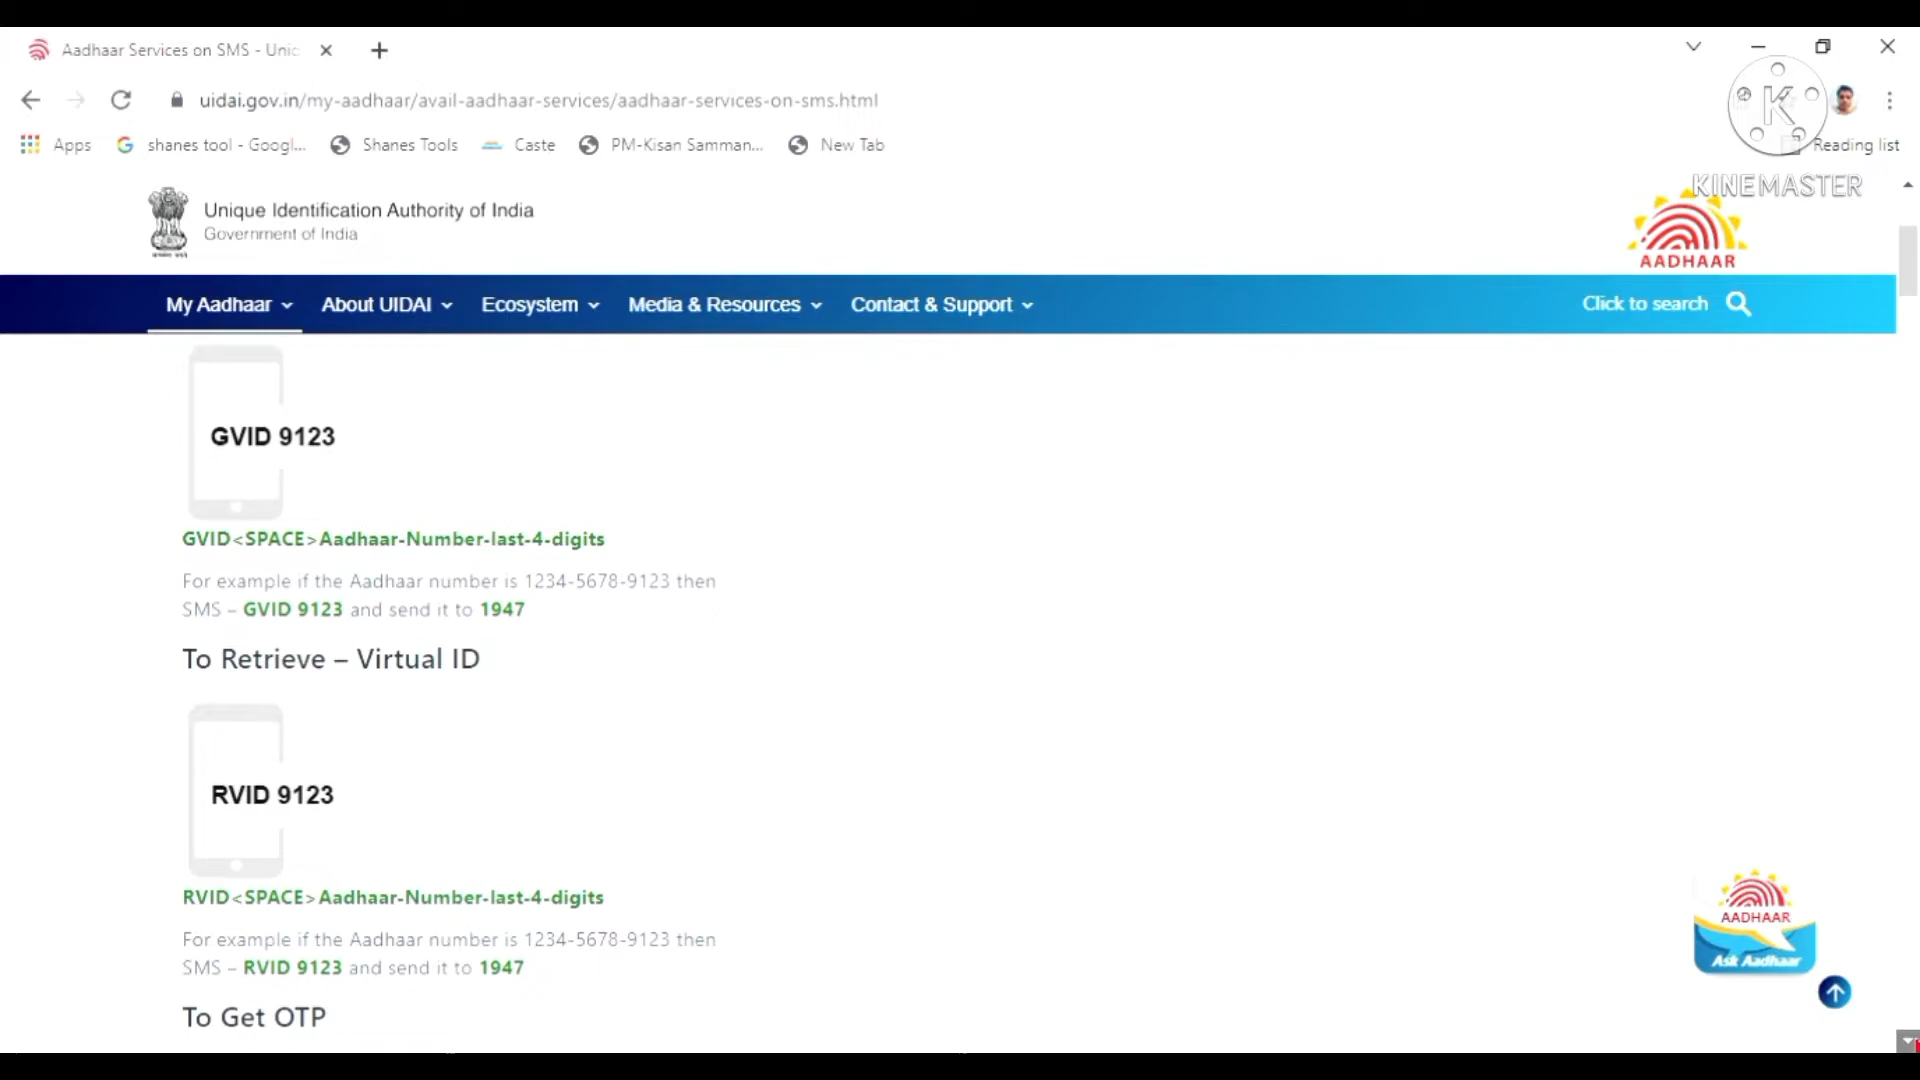 Aadhaar Services on SMS - Uni
uidai.gov.in/my-aadhaar/avail-aadhaar-services/aadhaar-services-on-sms.html
K
Apps
shanes tool - Googl...
Shanes Tools
Caste
PM-Kisan Samman...
New Tab
Reading list
KINEMASTER
Unique Identification Authority of India
Government of India
AADHAAR
My Aadhaar
About UIDAI
Ecosystem
Media & Resources
Contact & Support
Click to search
GVID 9123
GVID<SPACE>Aadhaar-Number-last-4-digits
For example if the Aadhaar number is 1234-5678-9123 then
SMS – GVID 9123 and send it to 1947
To Retrieve – Virtual ID
RVID 9123
RVID<SPACE>Aadhaar-Number-last-4-digits
For example if the Aadhaar number is 1234-5678-9123 then
SMS – RVID 9123 and send it to 1947
To Get OTP
AADHAAR
Ask Aadhaar